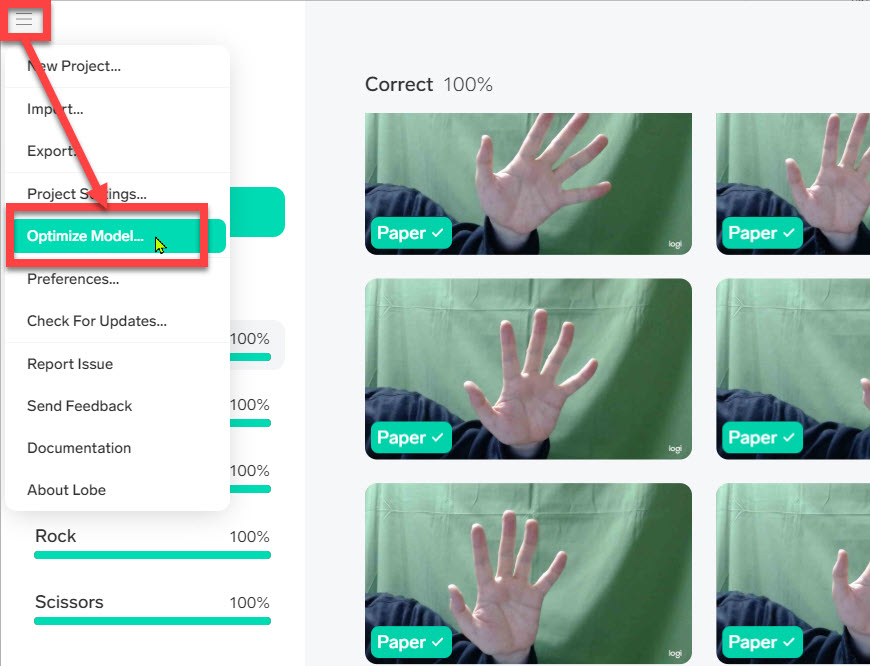 New Project...
Import...
Export...
Project Settings...
Optimize Model...
Preferences...
Check For Updates...
Report Issue
Send Feedback
Documentation
About Lobe
100%
100%
100%
Rock 100%
Scissors 100%
Correct 100%
Paper
logi
Paper
Paper
logi
Paper
Paper
logi
Paper